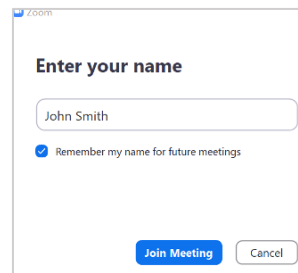 Zoom
Enter your name
John Smith
Remember my name for future meetings
Join Meeting
Cancel